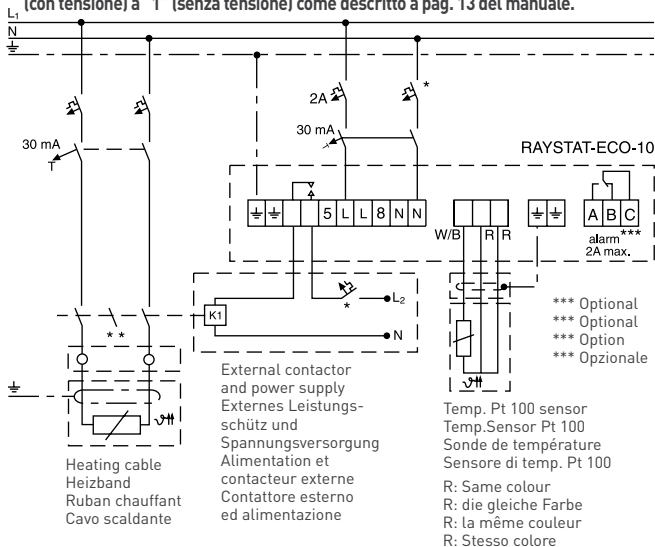 (con tensione) a "1" (senza tensione) come descritto a pag. 13 del manuale.
L1
N
2A
*
30 mA
30 mA
RAYSTAT-ECO-10
5 L L 8 N N
W/B R R
A B C
alarm ***
2A max.
K1
L2
*
N
* *
*** Optional
*** Optional
*** Option
*** Opzionale
External contactor
and power supply
Externes Leistungs-
schütz und
Spannungsversorgung
Alimentation et
contacteur externe
Contattore esterno
ed alimentazione
Temp. Pt 100 sensor
Temp.Sensor Pt 100
Sonde de température
Sensore di temp. Pt 100
Heating cable
Heizband
Ruban chauffant
Cavo scaldante
R: Same colour
R: die gleiche Farbe
R: la même couleur
R: Stesso colore